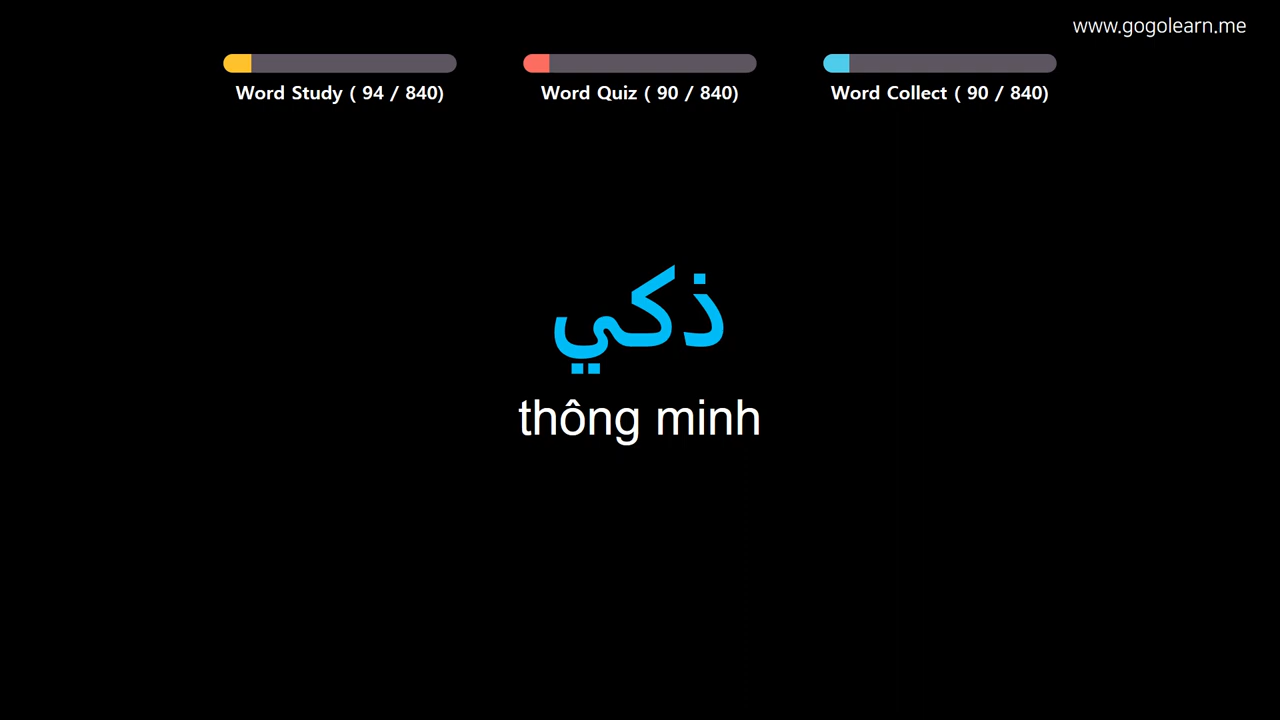 www.gogolearn.me
Word Study ( 94 / 840)
Word Quiz ( 90 / 840)
Word Collect ( 90 / 840)
ذكي
thông minh